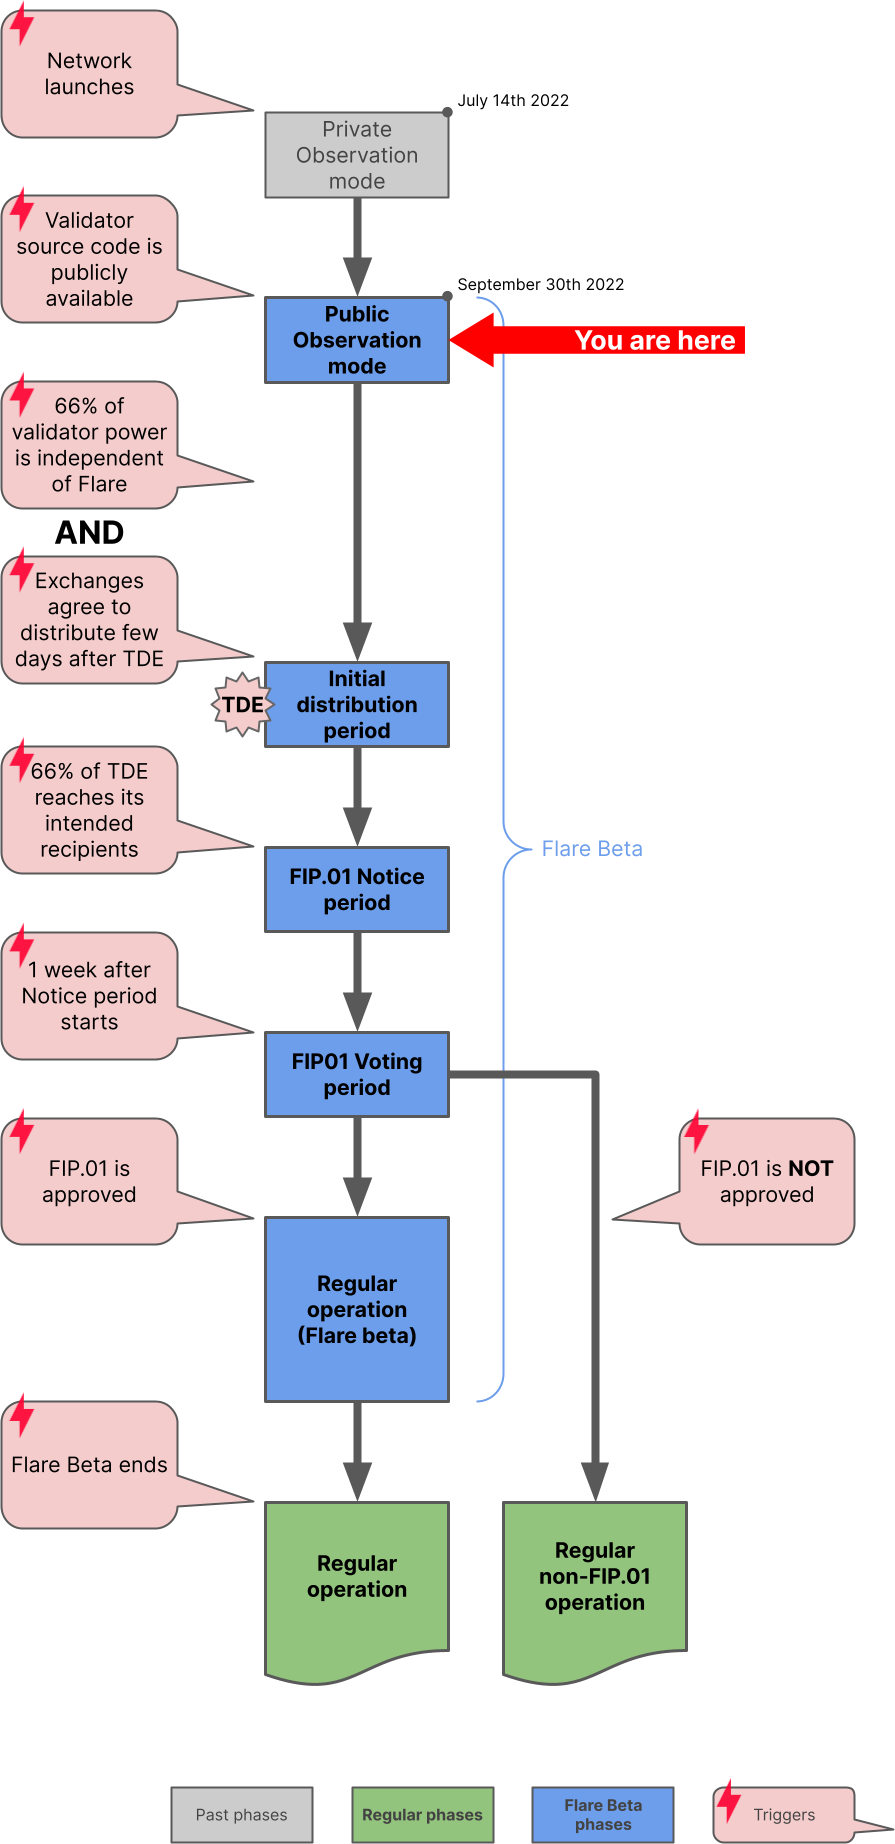 Network
launches
July 14th 2022
Private
Observation
mode
Validator
source code is
publicly
available
September 30th 2022
Public
Observation
mode
You are here
66% of
validator power
is independent
of Flare
AND
Exchanges
agree to
distribute few
days after TDE
TDE
Initial
distribution
period
66% of TDE
reaches its
intended
recipients
Flare Beta
FIP.01 Notice
period
1 week after
Notice period
starts
FIP01 Voting
period
FIP.01 is
approved
FIP.01 is NOT
approved
Regular
operation
(Flare beta)
Flare Beta ends
Regular
operation
Regular
non-FIP.01
operation
Past phases
Regular phases
Flare Beta
phases
Triggers